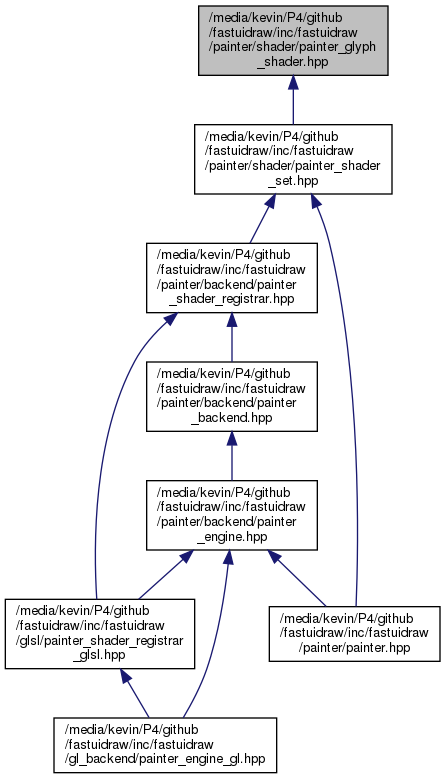 /media/kevin/P4/github
/fastuidraw/inc/fastuidraw
/painter/shader/painter_glyph
_shader.hpp
/media/kevin/P4/github
/fastuidraw/inc/fastuidraw
/painter/shader/painter_shader
_set.hpp
/media/kevin/P4/github
/fastuidraw/inc/fastuidraw
/painter/backend/painter
_shader_registrar.hpp
/media/kevin/P4/github
/fastuidraw/inc/fastuidraw
/painter/backend/painter
_backend.hpp
/media/kevin/P4/github
/fastuidraw/inc/fastuidraw
/painter/backend/painter
_engine.hpp
/media/kevin/P4/github
/fastuidraw/inc/fastuidraw
/glsl/painter_shader_registrar
_glsl.hpp
/media/kevin/P4/github
/fastuidraw/inc/fastuidraw
/painter/painter.hpp
/media/kevin/P4/github
/fastuidraw/inc/fastuidraw
/gl_backend/painter_engine_gl.hpp